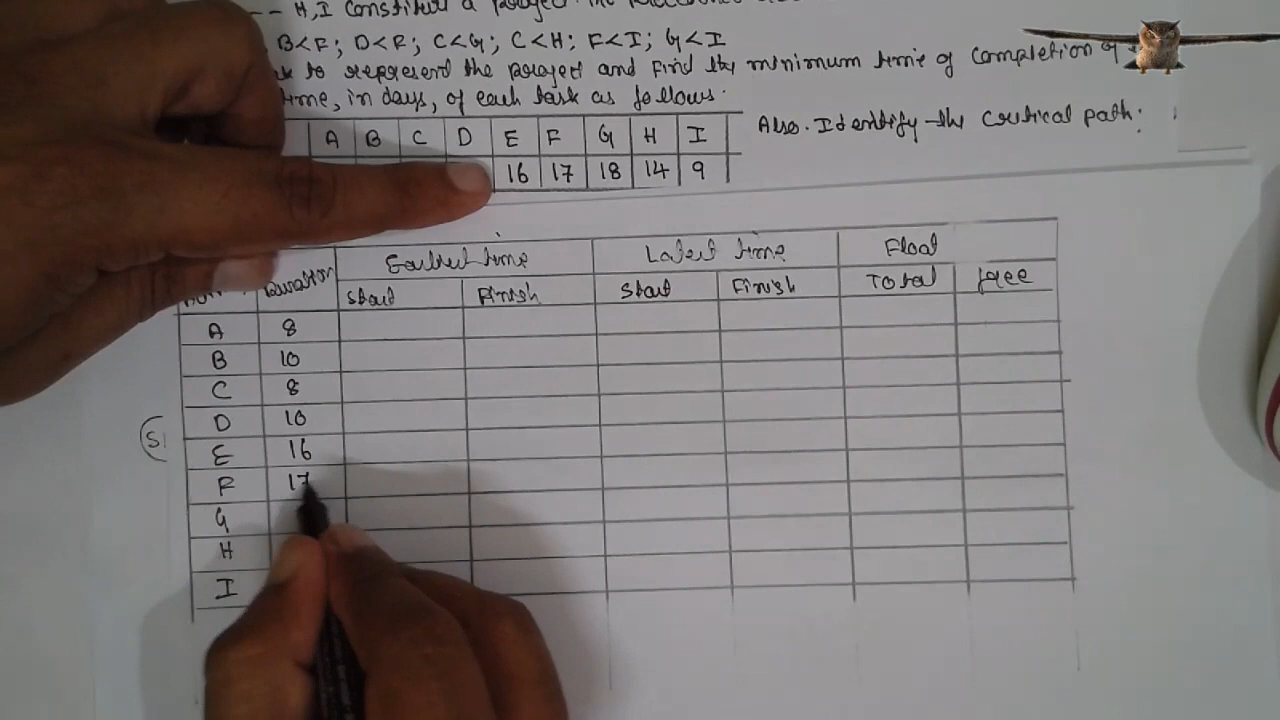 -- H, I Constitute a project. The
B<F; D<F; C<G; C<H; F<I; G<I
to represent the project and find the minimum time of completion of
time, in days, of each task as follows.
A B C D E F G H I
16 17 18 14 9
Also. Identify the critical path.
Duration Earliest time Latest time Float
Start Finish Start Finish Total free
A 8
B 10
C 8
D 10
E 16
F 17
G
H
I
51